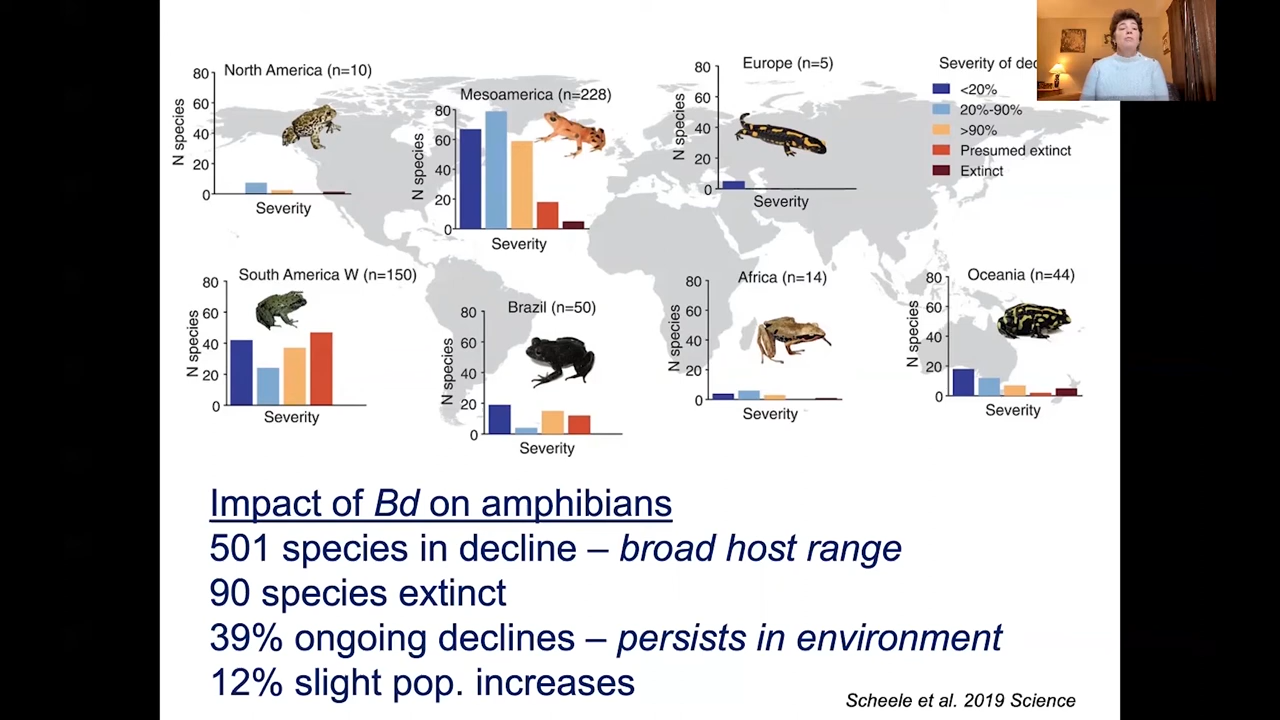 North America (n=10)
80
60
40
20
0
N species
Severity
Mesoamerica (n=228)
80
60
40
20
0
N species
Severity
Europe (n=5)
80
60
40
20
0
N species
Severity
Severity of
<20%
20%-90%
>90%
Presumed extinct
Extinct
South America W (n=150)
80
60
40
20
0
N species
Severity
Brazil (n=50)
80
60
40
20
0
N species
Severity
Africa (n=14)
80
60
40
20
0
N species
Severity
Oceania (n=44)
80
60
40
20
0
N species
Severity
Impact of Bd on amphibians
501 species in decline – broad host range
90 species extinct
39% ongoing declines – persists in environment
12% slight pop. increases
Scheele et al. 2019 Science